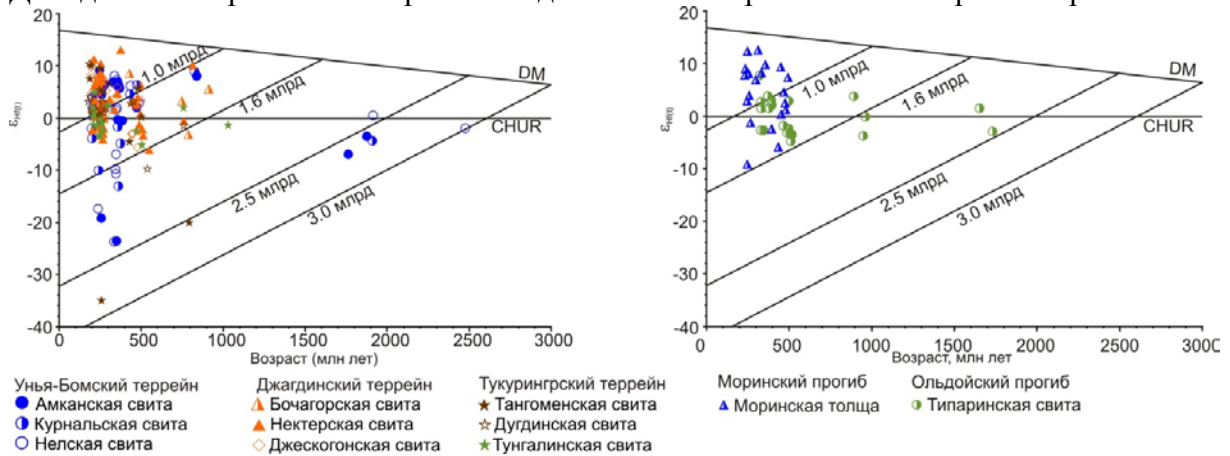 20
10
0
-10
-20
-30
-40
εHf(t)
1.0 млрд
1.6 млрд
2.5 млрд
3.0 млрд
DM
CHUR
0 500 1000 1500 2000 2500 3000
Возраст (млн лет)
20
10
0
-10
-20
-30
-40
εHf(t)
1.0 млрд
1.6 млрд
2.5 млрд
3.0 млрд
DM
CHUR
0 500 1000 1500 2000 2500 3000
Возраст, млн лет
Унья-Бомский террейн
Амканская свита
Курнальская свита
Нелская свита
Джагдинский террейн
Бочагорская свита
Нектерская свита
Джескогонская свита
Тукурингрский террейн
Тангоменская свита
Дугдинская свита
Тунгалинская свита
Моринский прогиб
Моринская толща
Ольдойский прогиб
Типаринская свита